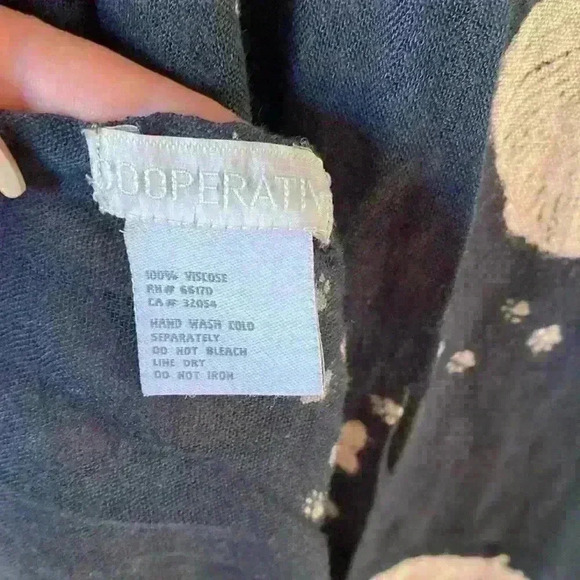 COOPERATIV
100% VISCOSE
RN# 66170
CA# 32054
HAND WASH COLD
SEPARATELY
DO NOT BLEACH
LINE DRY
DO NOT IRON